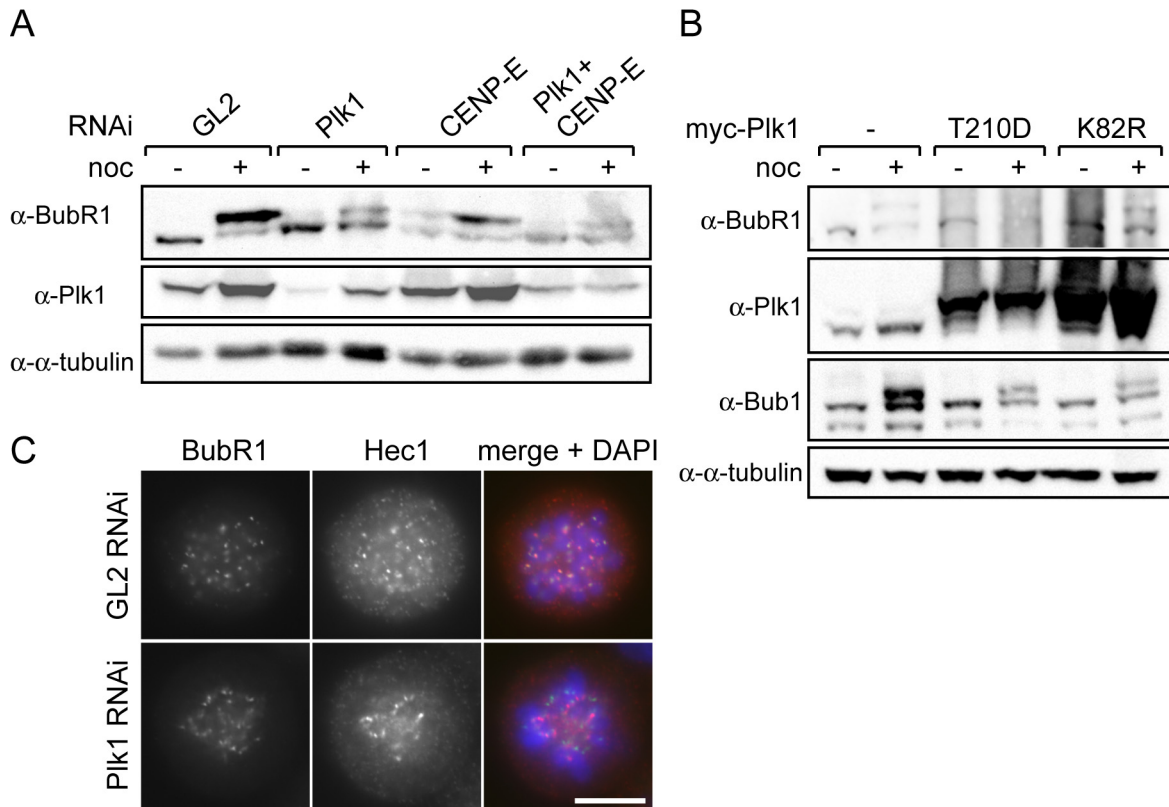 A
RNAi GL2 Plk1 CENP-E Plk1+ CENP-E
noc - + - + - + - +
α-BubR1
α-Plk1
α-α-tubulin
B
myc-Plk1 - T210D K82R
noc - + - + - +
α-BubR1
α-Plk1
α-Bub1
α-α-tubulin
C
BubR1 Hec1 merge + DAPI
GL2 RNAi
Plk1 RNAi